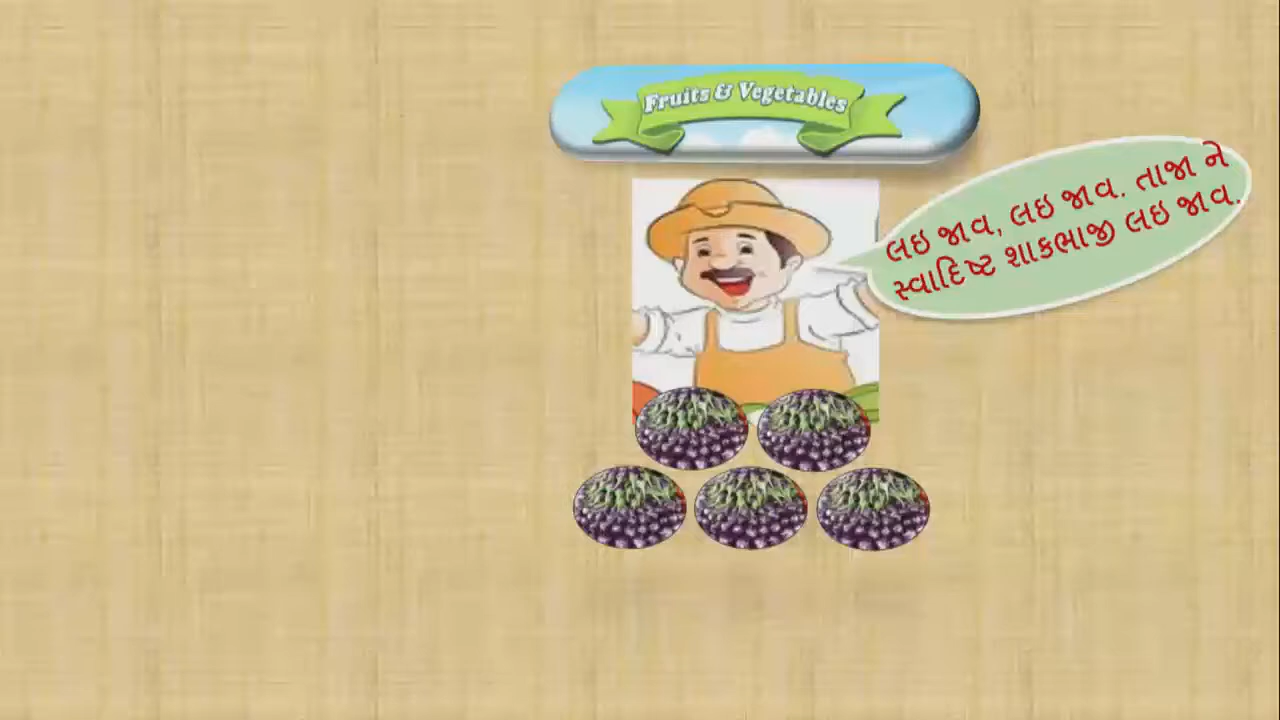 Fruits & Vegetables
લઇ જાવ, લઇ જાવ. તાજા ને
સ્વાદિષ્ટ શાકભાજી લઇ જાવ.